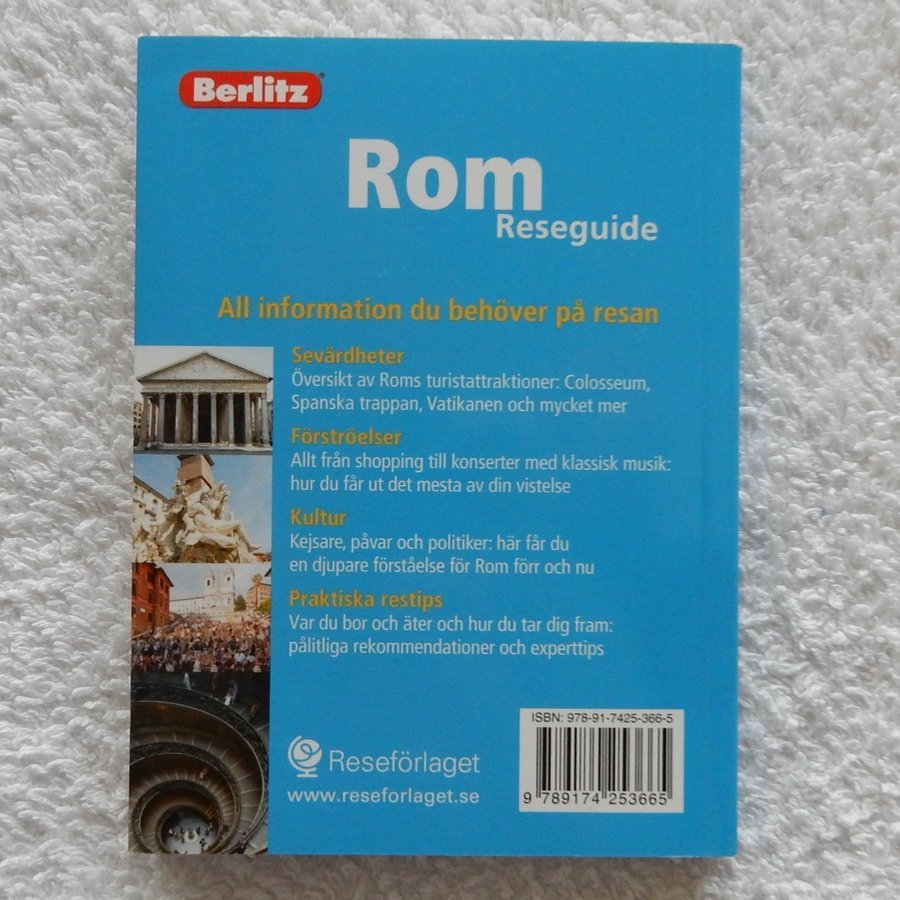 Berlitz®
Rom
Reseguide
All information du behöver på resan
Sevärdheter
Översikt av Roms turistattraktioner: Colosseum,
Spanska trappan, Vatikanen och mycket mer
Förströelser
Allt från shopping till konserter med klassisk musik:
hur du får ut det mesta av din vistelse
Kultur
Kejsare, påvar och politiker: här får du
en djupare förståelse för Rom förr och nu
Praktiska restips
Var du bor och äter och hur du tar dig fram:
pålitliga rekommendationer och experttips
ISBN: 978-91-7425-366-5
9 789174 253665
Reseförlaget
www.reseforlaget.se